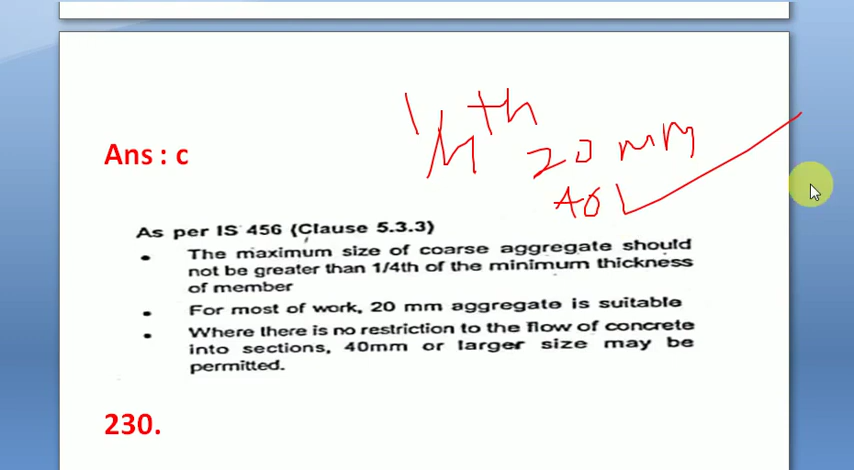 1/4th
20 mm
40
Ans : c
As per IS 456 (Clause 5.3.3)
• The maximum size of coarse aggregate should
not be greater than 1/4th of the minimum thickness
of member
• For most of work, 20 mm aggregate is suitable
• Where there is no restriction to the flow of concrete
into sections, 40mm or larger size may be
permitted.
230.